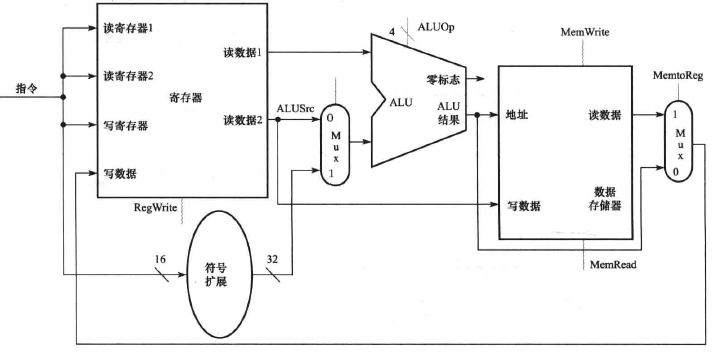 指令
读寄存器1
读寄存器2
写寄存器
写数据
寄存器
读数据1
读数据2
RegWrite
16
符号
扩展
32
ALUSrc
0
Mux
1
4
ALUOp
零标志
ALU
ALU
结果
MemWrite
地址
读数据
写数据
数据
存储器
MemRead
MemtoReg
1
Mux
0